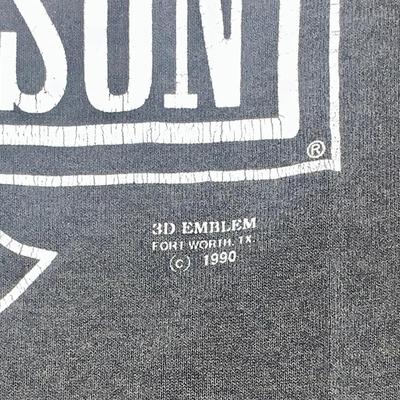 SON
®
3D EMBLEM
FORT WORTH, TX.
(c) 1990